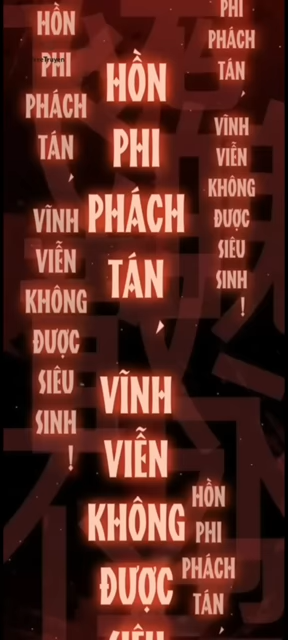 HỒN
PHI
PHÁCH
TÁN
,
VĨNH
VIỄN
KHÔNG
ĐƯỢC
SIÊU
SINH
!
HỒN
PHI
PHÁCH
TÁN
,
VĨNH
VIỄN
KHÔNG
ĐƯỢC
SIÊU
PHI
PHÁCH
TÁN
,
VĨNH
VIỄN
KHÔNG
ĐƯỢC
SIÊU
SINH
!
HỒN
PHI
PHÁCH
TÁN
,